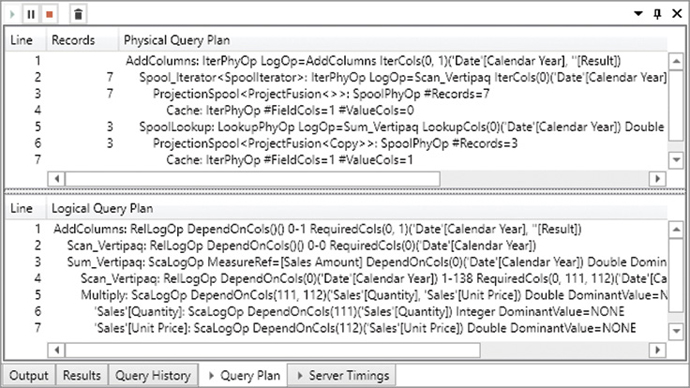 Line Records Physical Query Plan
1 AddColumns: IterPhyOp LogOp=AddColumns IterCols(0, 1)('Date'[Calendar Year], ''[Result])
2 7 Spool_Iterator<SpoolIterator>: IterPhyOp LogOp=Scan_Vertipaq IterCols(0)('Date'[Calendar Year]
3 7 ProjectionSpool<ProjectFusion<>>: SpoolPhyOp #Records=7
4 Cache: IterPhyOp #FieldCols=1 #ValueCols=0
5 3 SpoolLookup: LookupPhyOp LogOp=Sum_Vertipaq LookupCols(0)('Date'[Calendar Year]) Double
6 3 ProjectionSpool<ProjectFusion<Copy>>: SpoolPhyOp #Records=3
7 Cache: IterPhyOp #FieldCols=1 #ValueCols=1
Line Logical Query Plan
1 AddColumns: RelLogOp DependOnCols()() 0-1 RequiredCols(0, 1)('Date'[Calendar Year], ''[Result])
2 Scan_Vertipaq: RelLogOp DependOnCols()() 0-0 RequiredCols(0)('Date'[Calendar Year])
3 Sum_Vertipaq: ScaLogOp MeasureRef=[Sales Amount] DependOnCols(0)('Date'[Calendar Year]) Double Domin
4 Scan_Vertipaq: RelLogOp DependOnCols(0)('Date'[Calendar Year]) 1-138 RequiredCols(0, 111, 112)('Date'[Ca
5 Multiply: ScaLogOp DependOnCols(111, 112)('Sales'[Quantity], 'Sales'[Unit Price]) Double DominantValue=N
6 'Sales'[Quantity]: ScaLogOp DependOnCols(111)('Sales'[Quantity]) Integer DominantValue=NONE
7 'Sales'[Unit Price]: ScaLogOp DependOnCols(112)('Sales'[Unit Price]) Double DominantValue=NONE
Output Results Query History Query Plan Server Timings